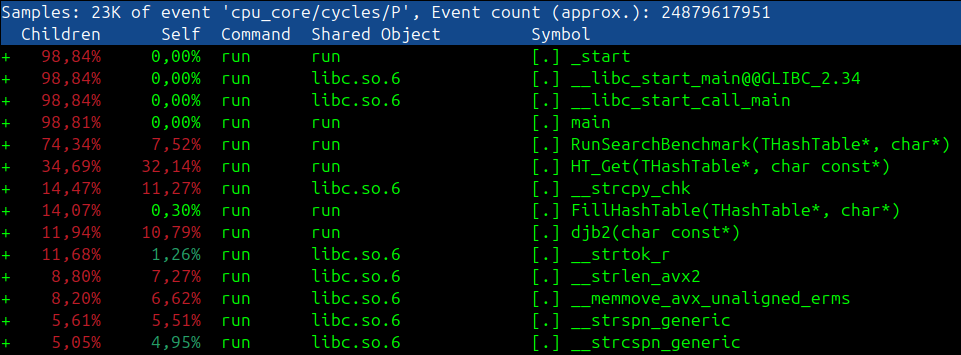 Samples: 23K of event 'cpu_core/cycles/P', Event count (approx.): 24879617951
Children Self Command Shared Object Symbol
+ 98,84% 0,00% run run [.] _start
+ 98,84% 0,00% run libc.so.6 [.] __libc_start_main@@GLIBC_2.34
+ 98,84% 0,00% run libc.so.6 [.] __libc_start_call_main
+ 98,81% 0,00% run run [.] main
+ 74,34% 7,52% run run [.] RunSearchBenchmark(THashTable*, char*)
+ 34,69% 32,14% run run [.] HT_Get(THashTable*, char const*)
+ 14,47% 11,27% run libc.so.6 [.] __strcpy_chk
+ 14,07% 0,30% run run [.] FillHashTable(THashTable*, char*)
+ 11,94% 10,79% run run [.] djb2(char const*)
+ 11,68% 1,26% run libc.so.6 [.] __strtok_r
+ 8,80% 7,27% run libc.so.6 [.] __strlen_avx2
+ 8,20% 6,62% run libc.so.6 [.] __memmove_avx_unaligned_erms
+ 5,61% 5,51% run libc.so.6 [.] __strspn_generic
+ 5,05% 4,95% run libc.so.6 [.] __strcspn_generic